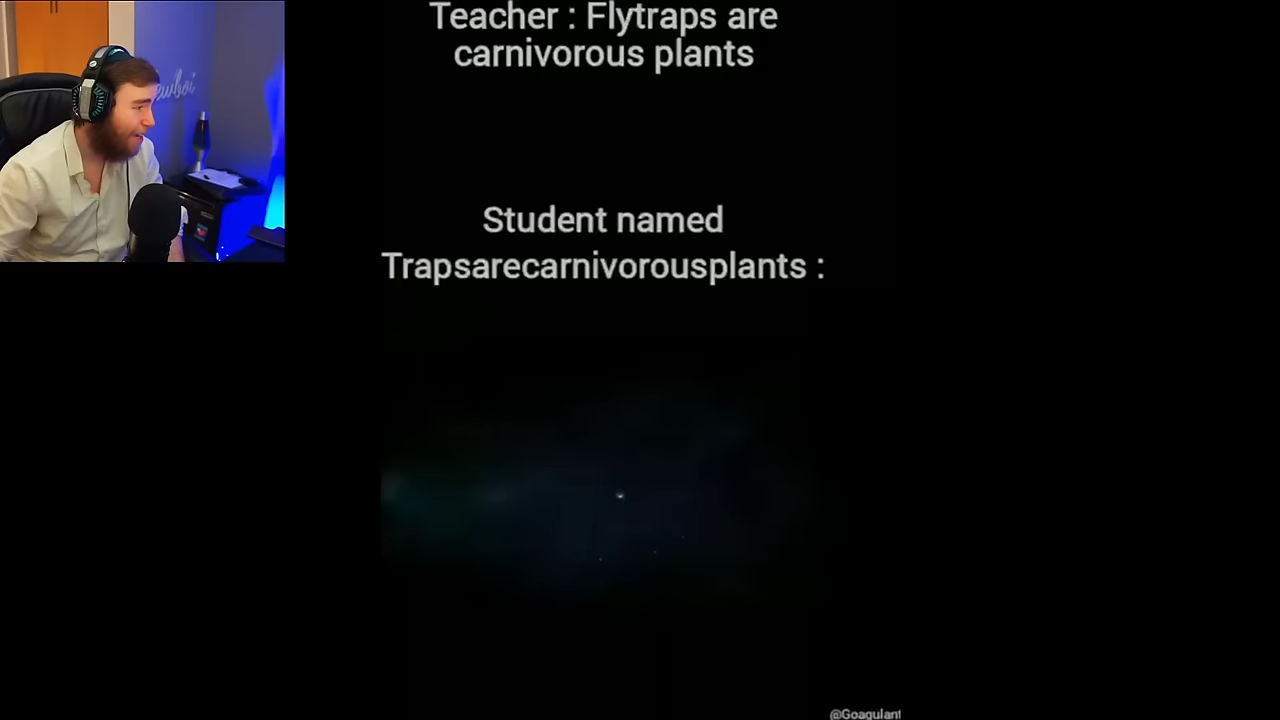 Teacher : Flytraps are
carnivorous plants
Student named
Trapsarecarnivorousplants :
@Goagulant